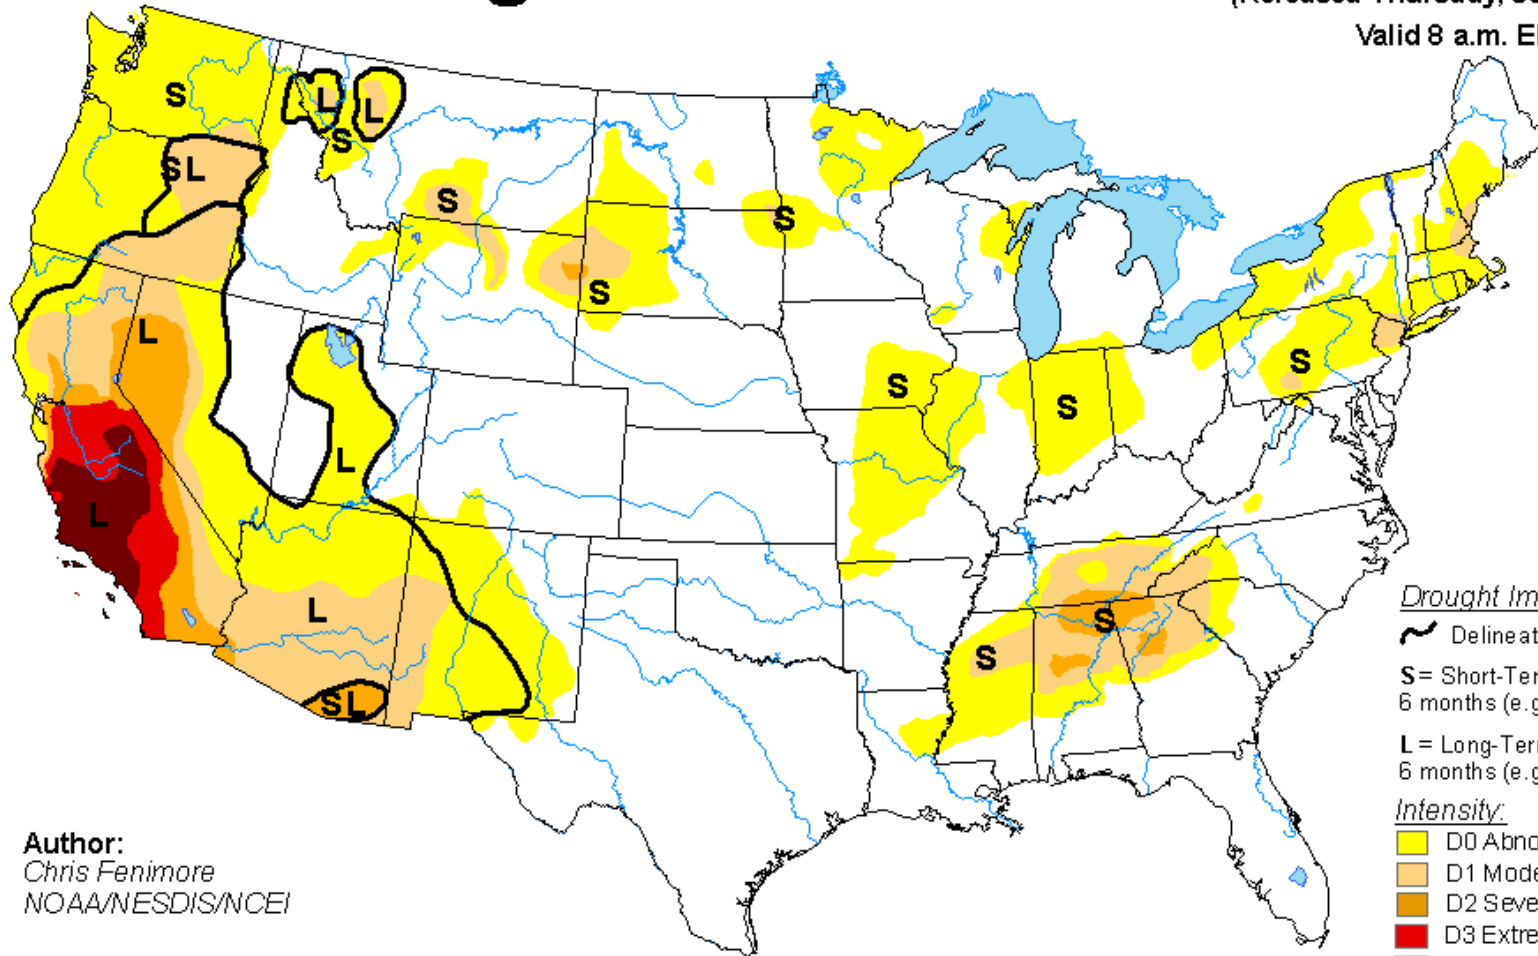 Valid 8 a.m.
S
L
L
S
SL
S
S
S
L
S
S
S
L
L
S
L
S
SL
Drought
Delineat
S = Short-Ter
6 months (e.g
L = Long-Ter
6 months (e.g
Intensity:
D0 Abno
D1 Mode
D2 Seve
D3 Extre
Author:
Chris Fenimore
NOAA/NESDIS/NCEI